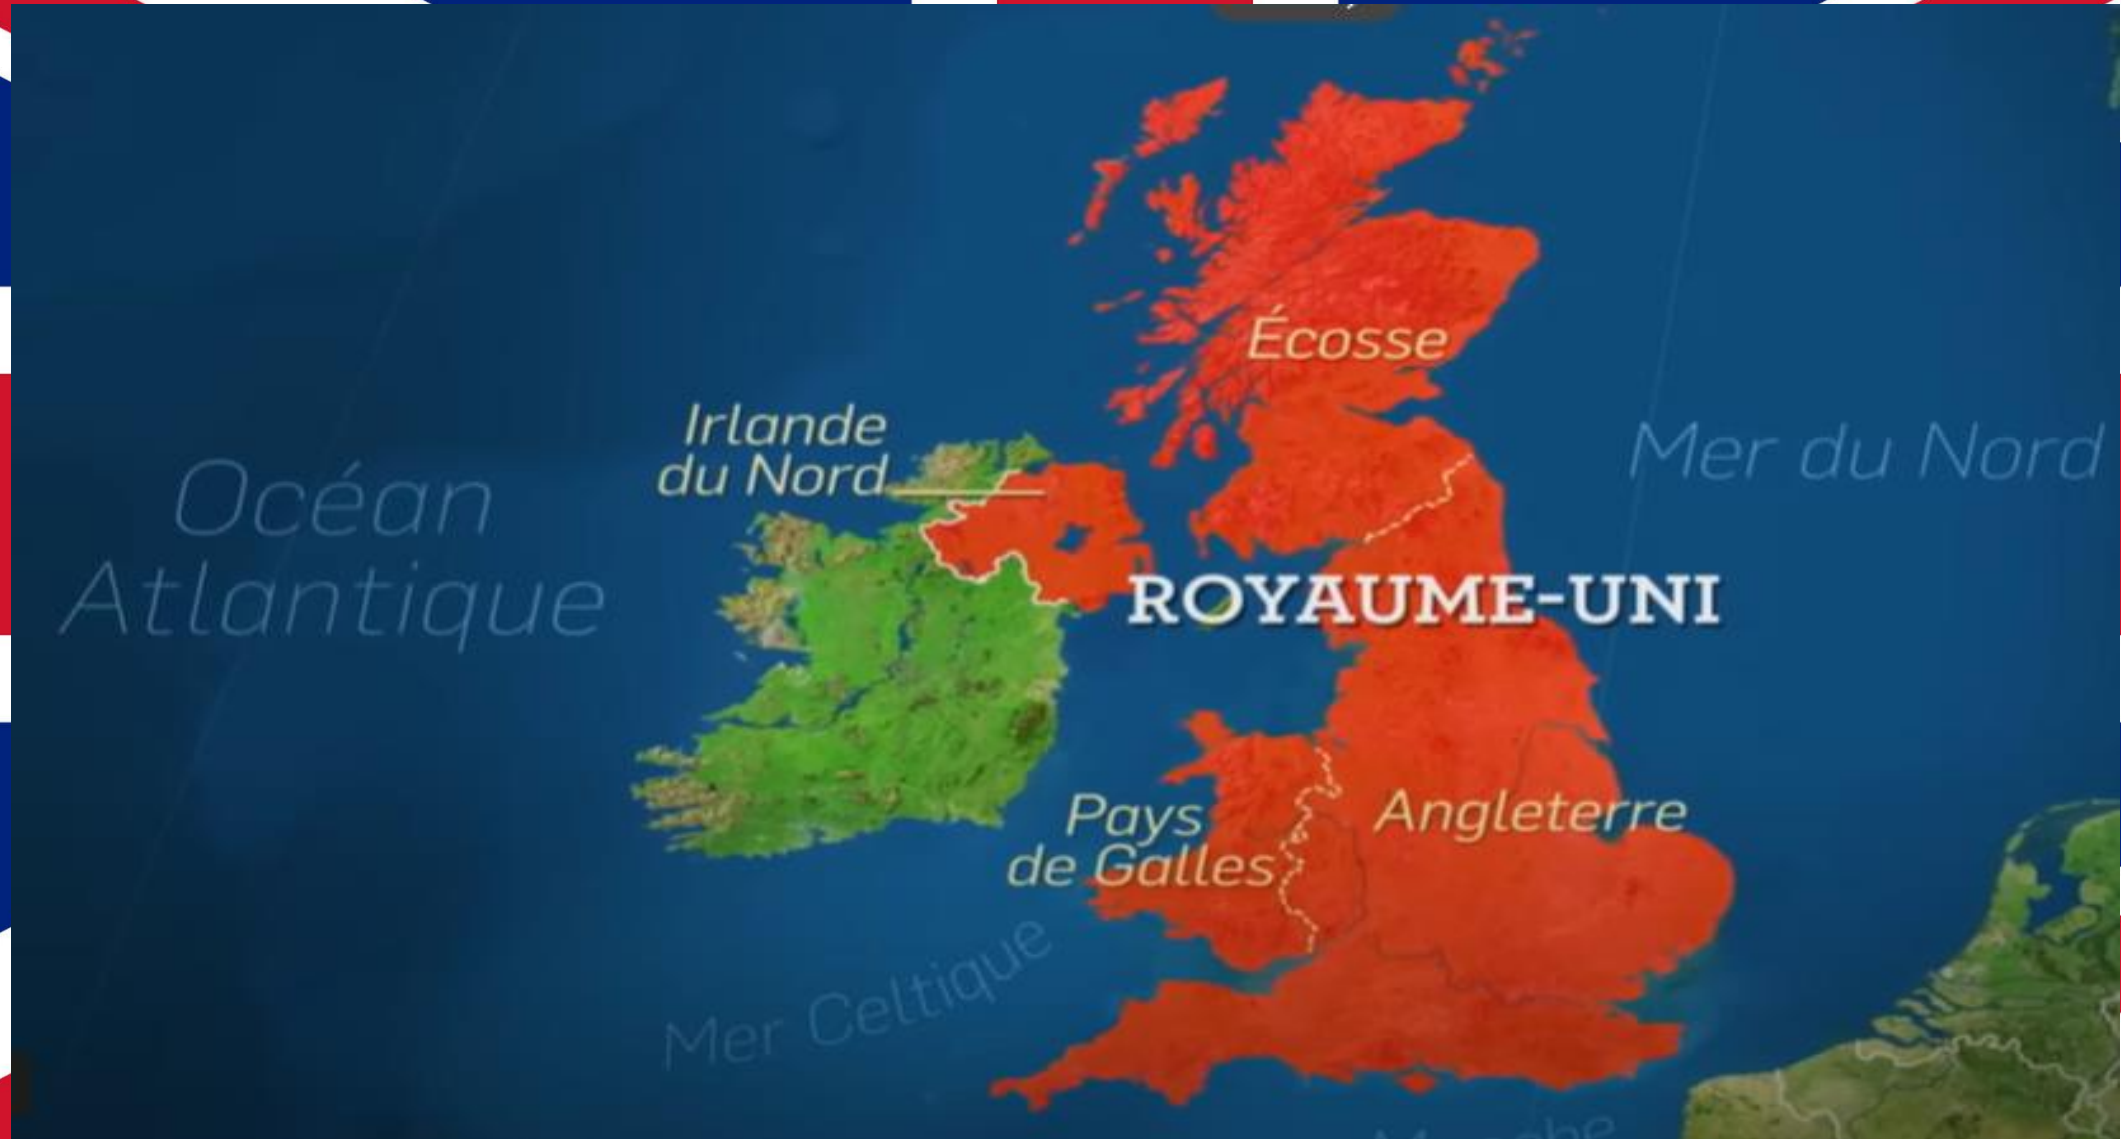 Écosse
Irlande
du Nord
Mer du Nord
Océan
Atlantique
ROYAUME-UNI
Pays
de Galles
Angleterre
Mer Celtique